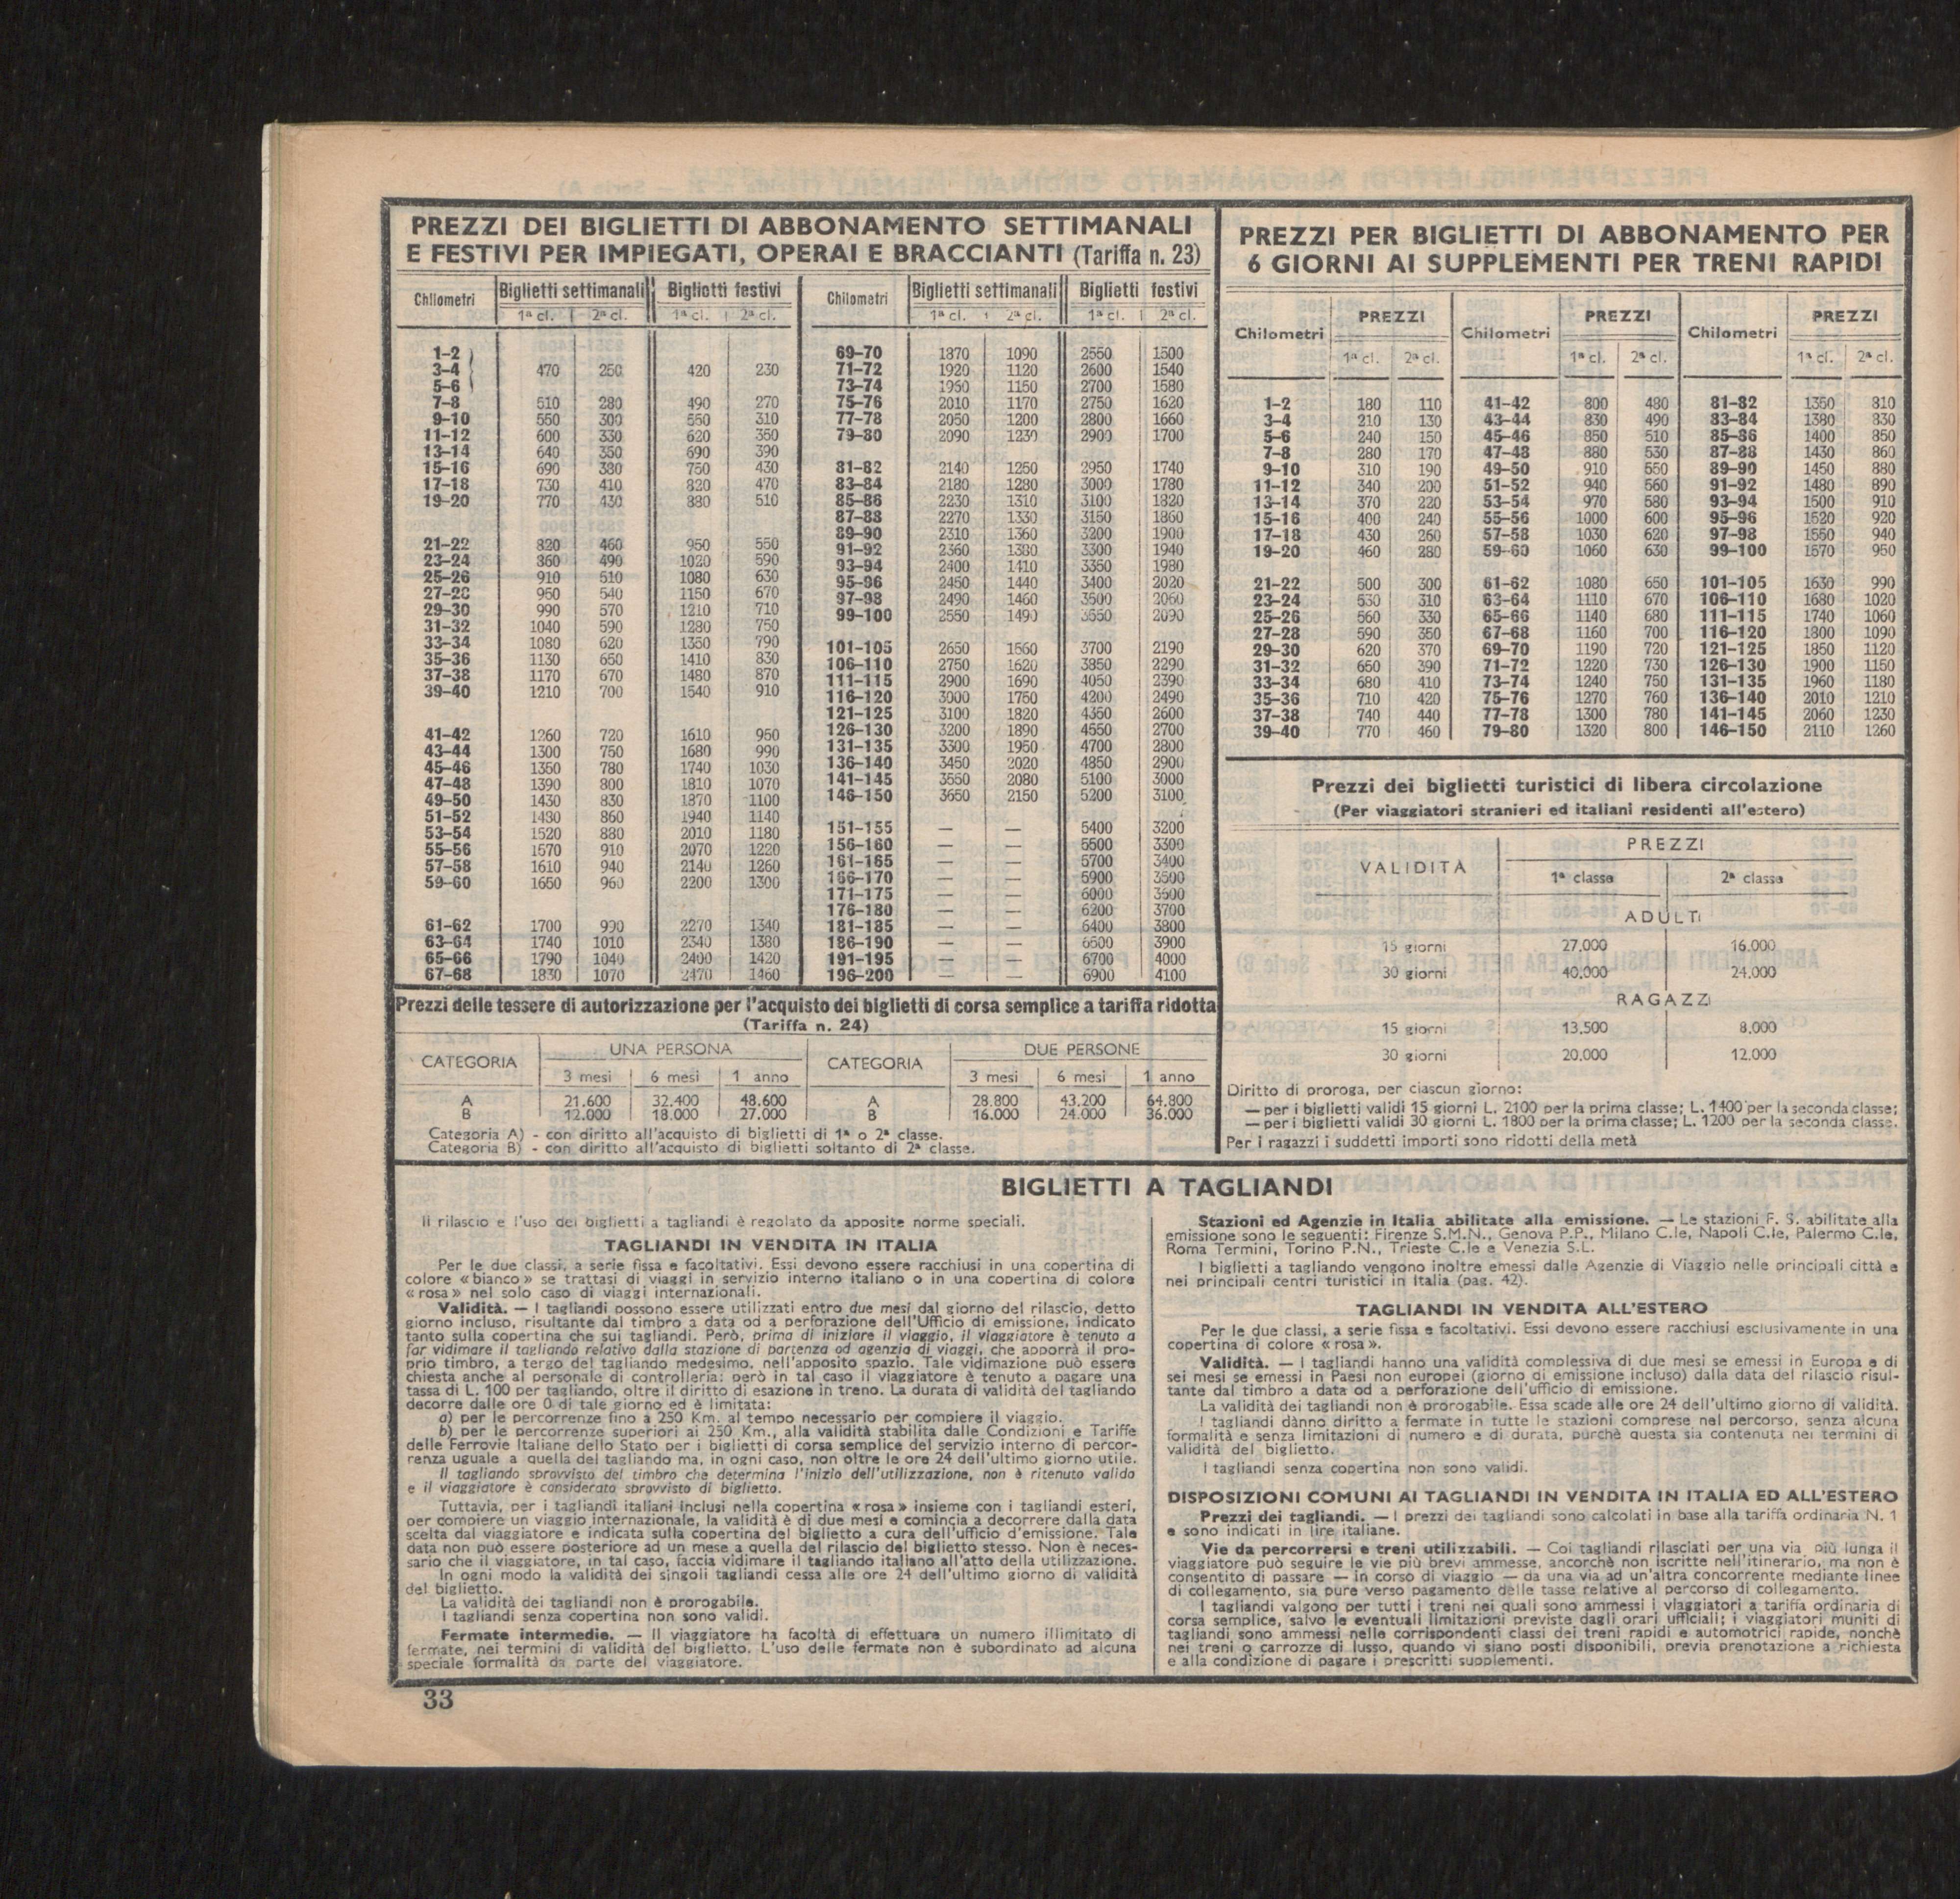 PREZZI DEI BIGLIETTI DI ABBONAMENTO SETTIMANALI
E FESTIVI PER IMPIEGATI, OPERAI E BRACCIANTI (Tariffa n. 23)
Chilometri Biglietti settimanali Biglietti festivi Chilometri Biglietti settimanali Biglietti festivi
1ª cl. 2ª cl. 1ª cl. 2ª cl. 1ª cl. 2ª cl. 1ª cl. 2ª cl.
1-2
3-4 470 250 420 230
5-6
7-8 510 280 490 270
9-10 550 300 550 310
11-12 600 330 620 350
13-14 640 350 690 390
15-16 690 380 750 430
17-18 730 410 820 470
19-20 770 430 880 510
21-22 820 460 950 550
23-24 860 490 1020 590
25-26 910 510 1080 630
27-28 950 540 1150 670
29-30 990 570 1210 710
31-32 1040 590 1280 750
33-34 1080 620 1350 790
35-36 1130 650 1410 830
37-38 1170 670 1480 870
39-40 1210 700 1540 910
41-42 1260 720 1610 950
43-44 1300 750 1680 990
45-46 1350 780 1740 1030
47-48 1390 800 1810 1070
49-50 1430 830 1870 1100
51-52 1480 860 1940 1140
53-54 1520 880 2010 1180
55-56 1570 910 2070 1220
57-58 1610 940 2140 1260
59-60 1650 960 2200 1300
61-62 1700 990 2270 1340
63-64 1740 1010 2340 1380
65-66 1790 1040 2400 1420
67-68 1830 1070 2470 1460
69-70 1870 1090 2550 1500
71-72 1920 1120 2600 1540
73-74 1950 1150 2700 1580
75-76 2010 1170 2750 1620
77-78 2050 1200 2800 1660
79-80 2090 1230 2900 1700
81-82 2140 1250 2950 1740
83-84 2180 1280 3000 1780
85-86 2230 1310 3100 1820
87-88 2270 1330 3150 1860
89-90 2310 1360 3200 1900
91-92 2360 1380 3300 1940
93-94 2400 1410 3350 1980
95-96 2450 1440 3400 2020
97-98 2490 1460 3500 2060
99-100 2550 1490 3550 2090
101-105 2650 1560 3700 2190
106-110 2750 1620 3850 2290
111-115 2900 1690 4050 2390
116-120 3000 1750 4200 2490
121-125 3100 1820 4350 2600
126-130 3200 1890 4550 2700
131-135 3300 1950 4700 2800
136-140 3450 2020 4850 2900
141-145 3550 2080 5100 3000
146-150 3650 2150 5200 3100
151-155 — — 5400 3200
156-160 — — 5500 3300
161-165 — — 5700 3400
166-170 — — 5900 3500
171-175 — — 6000 3600
176-180 — — 6200 3700
181-185 — — 6400 3800
186-190 — — 6500 3900
191-195 — — 6700 4000
196-200 — — 6900 4100
Prezzi delle tessere di autorizzazione per l'acquisto dei biglietti di corsa semplice a tariffa ridotta
(Tariffa n. 24)
CATEGORIA UNA PERSONA CATEGORIA DUE PERSONE
3 mesi 6 mesi 1 anno 3 mesi 6 mesi 1 anno
A 21.600 32.400 48.600 A 28.800 43.200 64.800
B 12.000 18.000 27.000 B 16.000 24.000 36.000
Categoria A) - con diritto all'acquisto di biglietti di 1ª o 2ª classe.
Categoria B) - con diritto all'acquisto di biglietti soltanto di 2ª classe.
PREZZI PER BIGLIETTI DI ABBONAMENTO PER
6 GIORNI AI SUPPLEMENTI PER TRENI RAPIDI
Chilometri PREZZI Chilometri PREZZI Chilometri PREZZI
1ª cl. 2ª cl. 1ª cl. 2ª cl. 1ª cl. 2ª cl.
1-2 180 110 41-42 800 480 81-82 1350 810
3-4 210 130 43-44 830 490 83-84 1380 830
5-6 240 150 45-46 850 510 85-86 1400 850
7-8 280 170 47-48 880 530 87-88 1430 860
9-10 310 190 49-50 910 550 89-90 1450 880
11-12 340 200 51-52 940 560 91-92 1480 890
13-14 370 220 53-54 970 580 93-94 1500 910
15-16 400 240 55-56 1000 600 95-96 1520 920
17-18 430 260 57-58 1030 620 97-98 1550 940
19-20 460 280 59-60 1060 630 99-100 1570 950
21-22 500 300 61-62 1080 650 101-105 1630 990
23-24 530 310 63-64 1110 670 106-110 1680 1020
25-26 560 330 65-66 1140 680 111-115 1740 1060
27-28 590 350 67-68 1160 700 116-120 1800 1090
29-30 620 370 69-70 1190 720 121-125 1850 1120
31-32 650 390 71-72 1220 730 126-130 1900 1150
33-34 680 410 73-74 1240 750 131-135 1960 1180
35-36 710 420 75-76 1270 760 136-140 2010 1210
37-38 740 440 77-78 1300 780 141-145 2060 1230
39-40 770 460 79-80 1320 800 146-150 2110 1260
Prezzi dei biglietti turistici di libera circolazione
(Per viaggiatori stranieri ed italiani residenti all'estero)
VALIDITÀ PREZZI
1ª classe 2ª classe
ADULTI
15 giorni 27.000 16.000
30 giorni 40.000 24.000
RAGAZZI
15 giorni 13.500 8.000
30 giorni 20.000 12.000
Diritto di proroga, per ciascun giorno:
— per i biglietti validi 15 giorni L. 2100 per la prima classe; L. 1400 per la seconda classe;
— per i biglietti validi 30 giorni L. 1800 per la prima classe; L. 1200 per la seconda classe.
Per i ragazzi i suddetti importi sono ridotti della metà
BIGLIETTI A TAGLIANDI
Il rilascio e l'uso dei biglietti a tagliandi è regolato da apposite norme speciali.
TAGLIANDI IN VENDITA IN ITALIA
Per le due classi, a serie fissa e facoltativi. Essi devono essere racchiusi in una copertina di
colore «bianco» se trattasi di viaggi in servizio interno italiano o in una copertina di colore
«rosa» nel solo caso di viaggi internazionali.
Validità. — I tagliandi possono essere utilizzati entro due mesi dal giorno del rilascio, detto
giorno incluso, risultante dal timbro a data od a perforazione dell'Ufficio di emissione, indicato
tanto sulla copertina che sui tagliandi. Però, prima di iniziare il viaggio, il viaggiatore è tenuto a
far vidimare il tagliando relativo dalla stazione di partenza od agenzia di viaggi, che apporrà il pro-
prio timbro, a tergo del tagliando medesimo, nell'apposito spazio. Tale vidimazione può essere
chiesta anche al personale di controlleria; però in tal caso il viaggiatore è tenuto a pagare una
tassa di L. 100 per tagliando, oltre il diritto di esazione in treno. La durata di validità del tagliando
decorre dalle ore 0 di tale giorno ed è limitata:
a) per le percorrenze fino a 250 Km. al tempo necessario per compiere il viaggio.
b) per le percorrenze superiori ai 250 Km., alla validità stabilita dalle Condizioni e Tariffe
delle Ferrovie Italiane dello Stato per i biglietti di corsa semplice del servizio interno di percor-
renza uguale a quella del tagliando ma, in ogni caso, non oltre le ore 24 dell'ultimo giorno utile.
Il tagliando sprovvisto del timbro che determina l'inizio dell'utilizzazione, non è ritenuto valido
e il viaggiatore è considerato sprovvisto di biglietto.
Tuttavia, per i tagliandi italiani inclusi nella copertina «rosa» insieme con i tagliandi esteri,
per compiere un viaggio internazionale, la validità è di due mesi e comincia a decorrere dalla data
scelta dal viaggiatore e indicata sulla copertina del biglietto a cura dell'ufficio d'emissione. Tale
data non può essere posteriore ad un mese a quella del rilascio del biglietto stesso. Non è neces-
sario che il viaggiatore, in tal caso, faccia vidimare il tagliando italiano all'atto della utilizzazione.
In ogni modo la validità dei singoli tagliandi cessa alle ore 24 dell'ultimo giorno di validità
del biglietto.
La validità dei tagliandi non è prorogabile.
I tagliandi senza copertina non sono validi.
Fermate intermedie. — Il viaggiatore ha facoltà di effettuare un numero illimitato di
fermate, nei termini di validità del biglietto. L'uso delle fermate non è subordinato ad alcuna
speciale formalità da parte del viaggiatore.
Stazioni ed Agenzie in Italia abilitate alla emissione. — Le stazioni F. S. abilitate alla
emissione sono le seguenti: Firenze S.M.N., Genova P.P., Milano C.le, Napoli C.le, Palermo C.le,
Roma Termini, Torino P.N., Trieste C.le e Venezia S.L.
I biglietti a tagliando vengono inoltre emessi dalle Agenzie di Viaggio nelle principali città e
nei principali centri turistici in Italia (pag. 42).
TAGLIANDI IN VENDITA ALL'ESTERO
Per le due classi, a serie fissa e facoltativi. Essi devono essere racchiusi esclusivamente in una
copertina di colore «rosa».
Validità. — I tagliandi hanno una validità complessiva di due mesi se emessi in Europa e di
sei mesi se emessi in Paesi non europei (giorno di emissione incluso) dalla data del rilascio risul-
tante dal timbro a data od a perforazione dell'ufficio di emissione.
La validità dei tagliandi non è prorogabile. Essa scade alle ore 24 dell'ultimo giorno di validità.
I tagliandi dànno diritto a fermate in tutte le stazioni comprese nel percorso, senza alcuna
formalità e senza limitazioni di numero e di durata, purchè questa sia contenuta nei termini di
validità del biglietto.
I tagliandi senza copertina non sono validi.
DISPOSIZIONI COMUNI AI TAGLIANDI IN VENDITA IN ITALIA ED ALL'ESTERO
Prezzi dei tagliandi. — I prezzi dei tagliandi sono calcolati in base alla tariffa ordinaria N. 1
e sono indicati in lire italiane.
Vie da percorrersi e treni utilizzabili. — Coi tagliandi rilasciati per una via più lunga il
viaggiatore può seguire le vie più brevi ammesse, ancorchè non iscritte nell'itinerario, ma non è
consentito di passare — in corso di viaggio — da una via ad un'altra concorrente mediante linee
di collegamento, sia pure verso pagamento delle tasse relative al percorso di collegamento.
I tagliandi valgono per tutti i treni nei quali sono ammessi i viaggiatori a tariffa ordinaria di
corsa semplice, salvo le eventuali limitazioni previste dagli orari ufficiali; i viaggiatori muniti di
tagliandi sono ammessi nelle corrispondenti classi dei treni rapidi e automotrici rapide, nonchè
nei treni o carrozze di lusso, quando vi siano posti disponibili, previa prenotazione a richiesta
e alla condizione di pagare i prescritti supplementi.
33